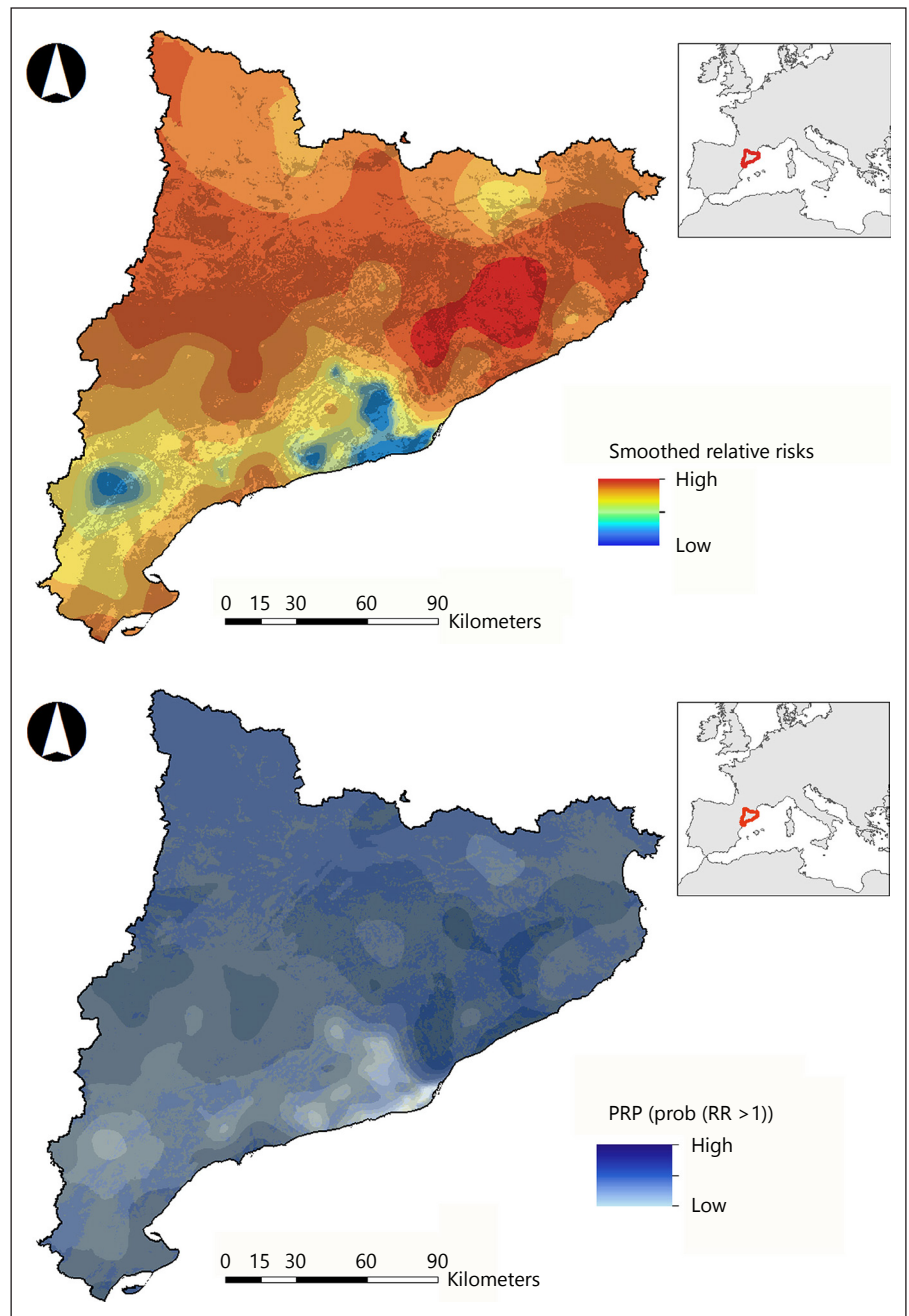 Smoothed relative risks
High
Low
0 15 30 60 90
Kilometers
PRP (prob (RR >1))
High
Low
0 15 30 60 90
Kilometers